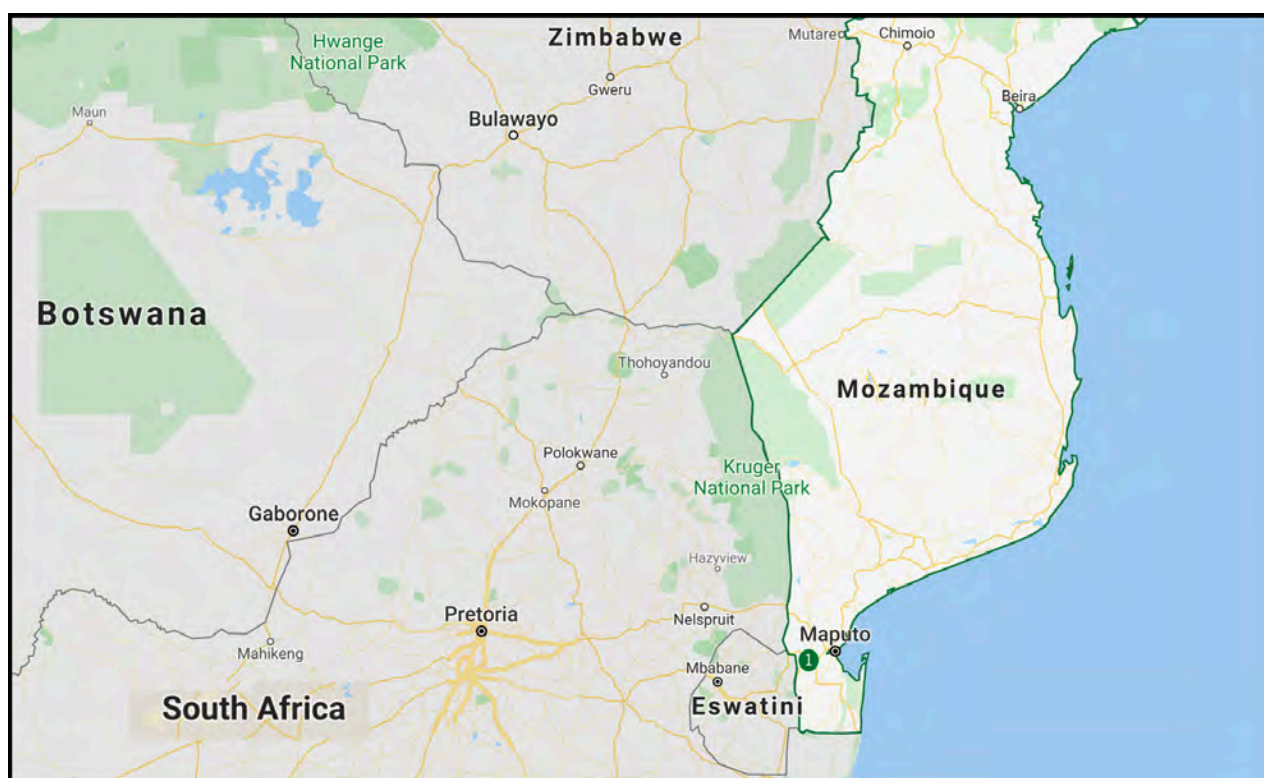 Hwange
National Park
Zimbabwe
Mutare
Chimoio
Gweru
Maun
Beira
Bulawayo
Botswana
Thohoyandou
Mozambique
Polokwane
Kruger
National Park
Mokopane
Gaborone
Hazyview
Pretoria
Nelspruit
Maputo
Mahikeng
1
Mbabane
South Africa
Eswatini